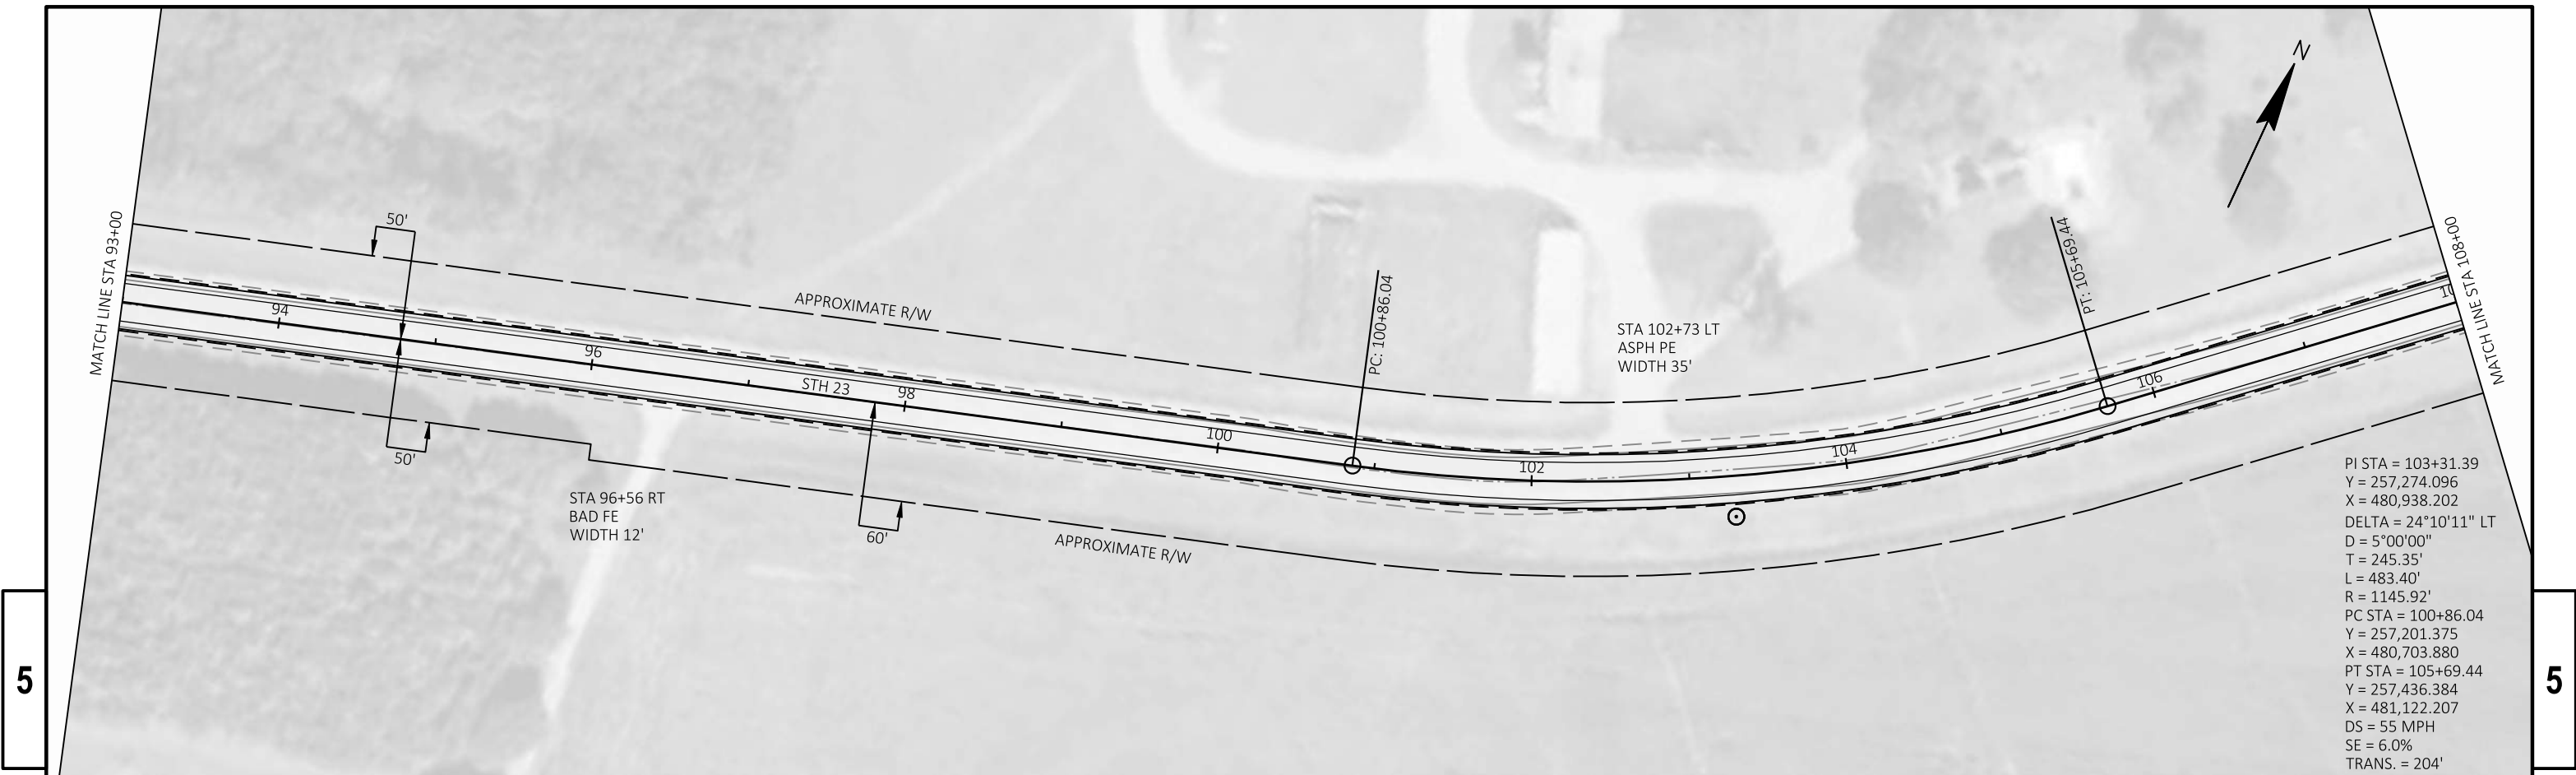 N
MATCH LINE STA 93+00
50'
94
96
STH 23
98
APPROXIMATE R/W
100
PC: 100+86.04
102
STA 102+73 LT
ASPH PE
WIDTH 35'
104
PT: 105+69.44
106
10
MATCH LINE STA 108+00
50'
STA 96+56 RT
BAD FE
WIDTH 12'
60'
APPROXIMATE R/W
PI STA = 103+31.39
Y = 257,274.096
X = 480,938.202
DELTA = 24°10'11" LT
D = 5°00'00"
T = 245.35'
L = 483.40'
R = 1145.92'
PC STA = 100+86.04
Y = 257,201.375
X = 480,703.880
PT STA = 105+69.44
Y = 257,436.384
X = 481,122.207
DS = 55 MPH
SE = 6.0%
TRANS. = 204'
5
5